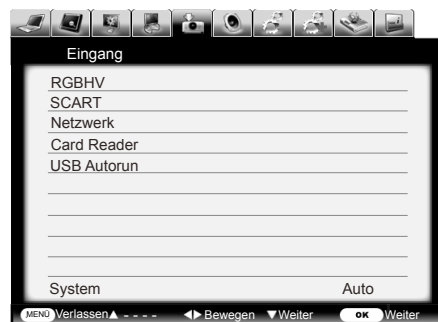 Eingang
RGBHV
SCART
Netzwerk
Card Reader
USB Autorun
System Auto
MENÜ Verlassen▲ - - - - ◀▶ Bewegen ▼Weiter OK Weiter